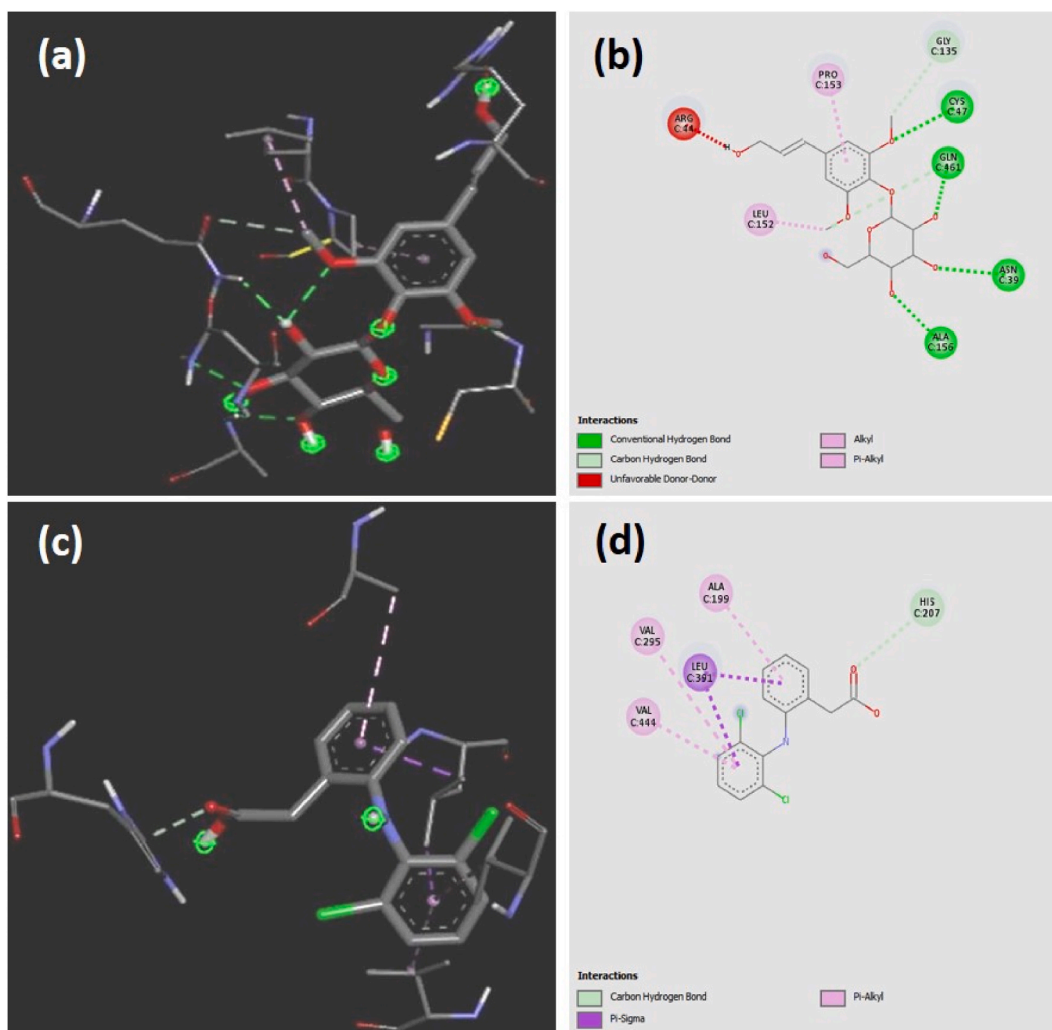 (a)
(b)
GLY
C:135
PRO
C:153
CYS
C:47
ARG
C:44
H
GLN
C:461
LEU
C:152
ASN
C:39
ALA
C:156
Interactions
Conventional Hydrogen Bond
Carbon Hydrogen Bond
Unfavorable Donor-Donor
Alkyl
Pi-Alkyl
(c)
(d)
ALA
C:199
HIS
C:207
VAL
C:295
LEU
VAL
C:444
Cl
N
Cl
Interactions
Carbon Hydrogen Bond
Pi-Sigma
Pi-Alkyl